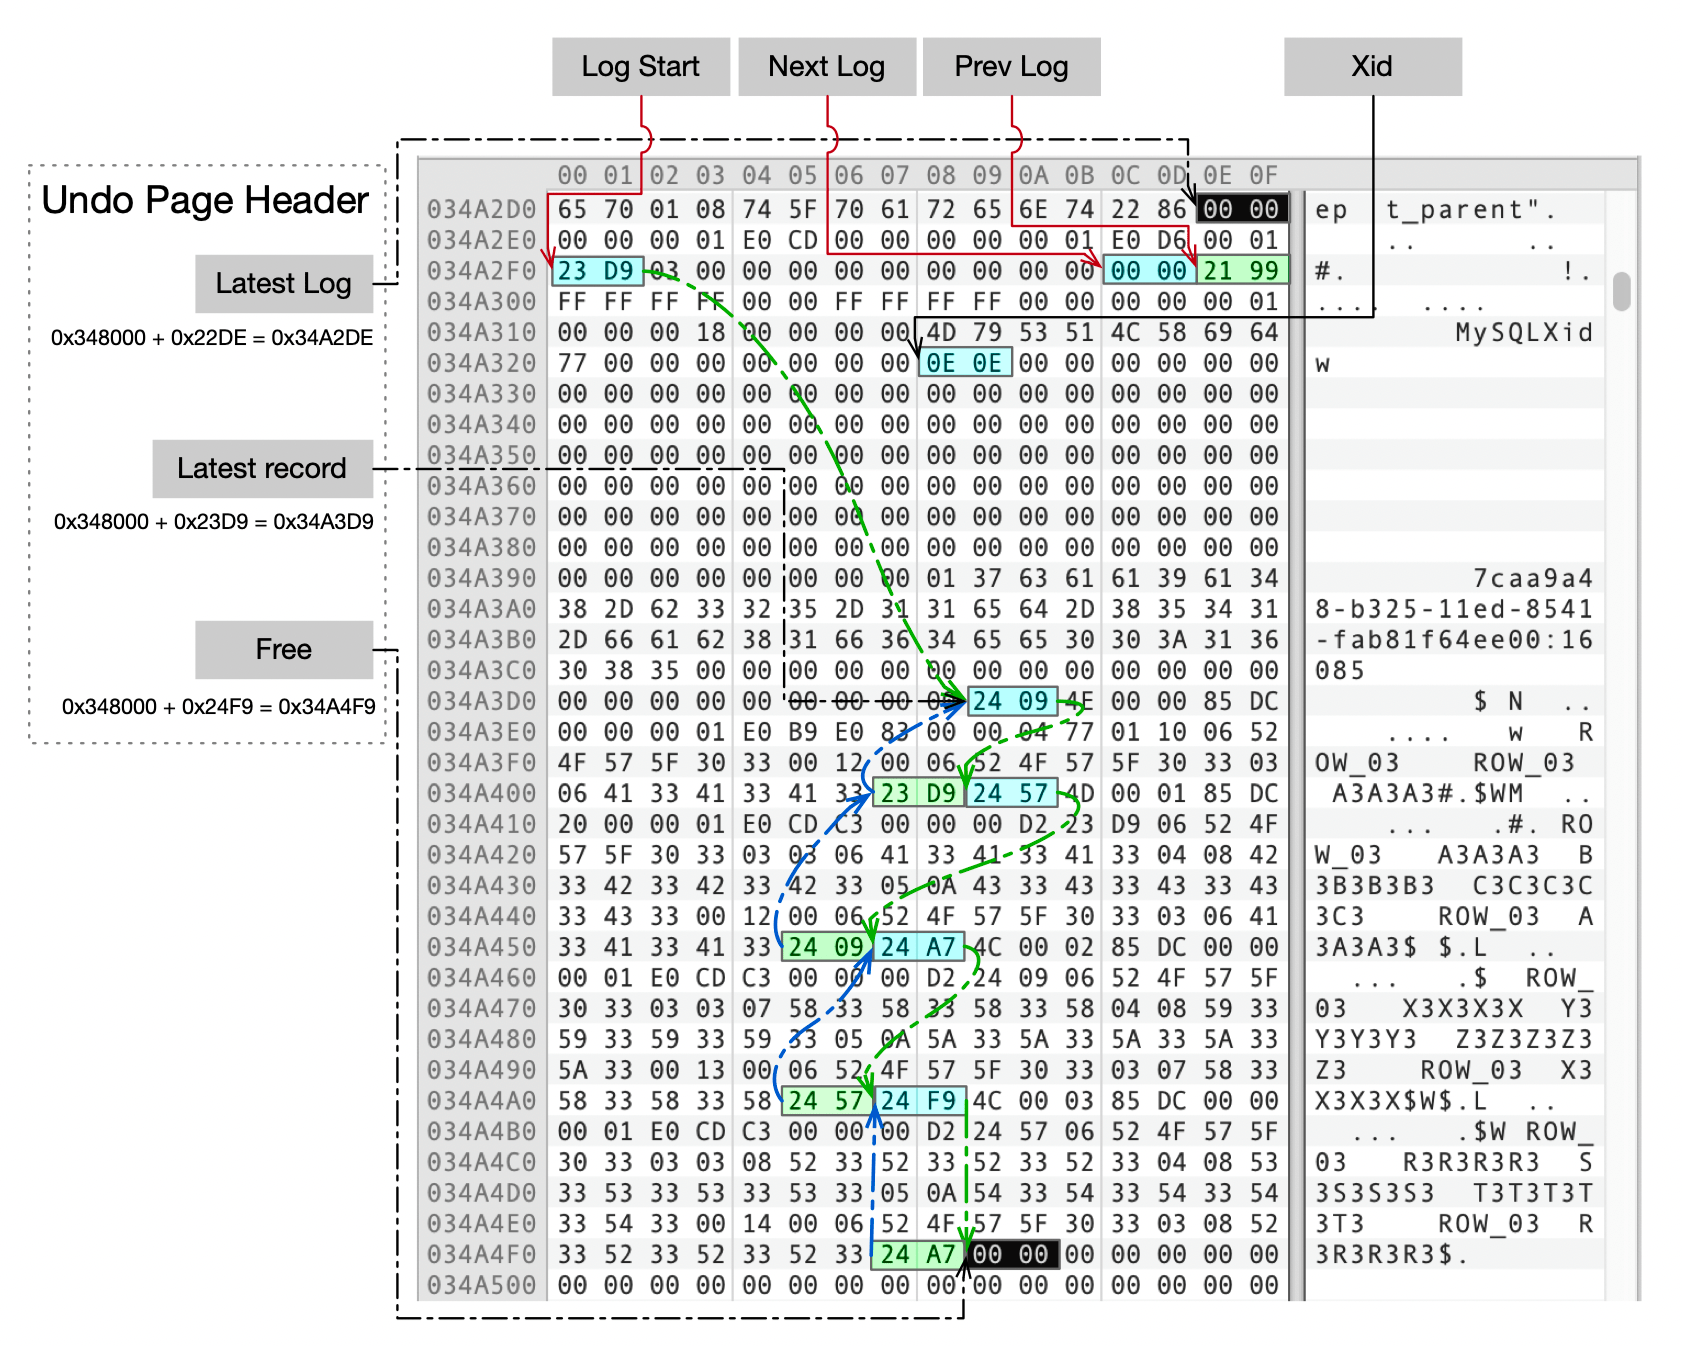 Log Start Next Log Prev Log Xid
Undo Page Header
Latest Log
0x348000 + 0x22DE = 0x34A2DE
Latest record
0x348000 + 0x23D9 = 0x34A3D9
Free
0x348000 + 0x24F9 = 0x34A4F9
00 01 02 03 04 05 06 07 08 09 0A 0B 0C 0D 0E 0F
034A2D0 65 70 01 08 74 5F 70 61 72 65 6E 74 22 86 00 00 ep t_parent".
034A2E0 00 00 00 01 E0 CD 00 00 00 00 00 01 E0 D6 00 01 .. ..
034A2F0 23 D9 03 00 00 00 00 00 00 00 00 00 00 00 21 99 #. !.
034A300 FF FF FF FF 00 00 FF FF FF FF 00 00 00 00 00 01 .... ....
034A310 00 00 00 18 00 00 00 00 4D 79 53 51 4C 58 69 64 MySQLXid
034A320 77 00 00 00 00 00 00 00 0E 0E 00 00 00 00 00 00 w
034A330 00 00 00 00 00 00 00 00 00 00 00 00 00 00 00 00
034A340 00 00 00 00 00 00 00 00 00 00 00 00 00 00 00 00
034A350 00 00 00 00 00 00 00 00 00 00 00 00 00 00 00 00
034A360 00 00 00 00 00 00 00 00 00 00 00 00 00 00 00 00
034A370 00 00 00 00 00 00 00 00 00 00 00 00 00 00 00 00
034A380 00 00 00 00 00 00 00 00 00 00 00 00 00 00 00 00
034A390 00 00 00 00 00 00 00 00 01 37 63 61 61 39 61 34 7caa9a4
034A3A0 38 2D 62 33 32 35 2D 31 31 65 64 2D 38 35 34 31 8-b325-11ed-8541
034A3B0 2D 66 61 62 38 31 66 36 34 65 65 30 30 3A 31 36 -fab81f64ee00:16
034A3C0 30 38 35 00 00 00 00 00 00 00 00 00 00 00 00 00 085
034A3D0 00 00 00 00 00 00 00 00 00 24 09 4E 00 00 85 DC $ N ..
034A3E0 00 00 00 01 E0 B9 E0 83 00 00 04 77 01 10 06 52 .... w R
034A3F0 4F 57 5F 30 33 00 12 00 06 52 4F 57 5F 30 33 03 OW_03 ROW_03
034A400 06 41 33 41 33 41 33 23 D9 24 57 4D 00 01 85 DC A3A3A3#.$WM ..
034A410 20 00 00 01 E0 CD C3 00 00 00 D2 23 D9 06 52 4F ... .#. RO
034A420 57 5F 30 33 03 03 06 41 33 41 33 41 33 04 08 42 W_03 A3A3A3 B
034A430 33 42 33 42 33 42 33 05 0A 43 33 43 33 43 33 43 3B3B3B3 C3C3C3C
034A440 33 43 33 00 12 00 06 52 4F 57 5F 30 33 03 06 41 3C3 ROW_03 A
034A450 33 41 33 41 33 24 09 24 A7 4C 00 02 85 DC 00 00 3A3A3$ $.L ..
034A460 00 01 E0 CD C3 00 00 00 D2 24 09 06 52 4F 57 5F ... .$ ROW_
034A470 30 33 03 03 07 58 33 58 33 58 33 58 04 08 59 33 03 X3X3X3X Y3
034A480 59 33 59 33 59 33 05 0A 5A 33 5A 33 5A 33 5A 33 Y3Y3Y3 Z3Z3Z3Z3
034A490 5A 33 00 13 00 06 52 4F 57 5F 30 33 03 07 58 33 Z3 ROW_03 X3
034A4A0 58 33 58 33 58 24 57 24 F9 4C 00 03 85 DC 00 00 X3X3X$W$.L ..
034A4B0 00 01 E0 CD C3 00 00 00 D2 24 57 06 52 4F 57 5F ... .$W ROW_
034A4C0 30 33 03 03 08 52 33 52 33 52 33 52 33 04 08 53 03 R3R3R3R3 S
034A4D0 33 53 33 53 33 53 33 05 0A 54 33 54 33 54 33 54 3S3S3S3 T3T3T3T
034A4E0 33 54 33 00 14 00 06 52 4F 57 5F 30 33 03 08 52 3T3 ROW_03 R
034A4F0 33 52 33 52 33 52 33 24 A7 00 00 00 00 00 00 00 3R3R3R3$.
034A500 00 00 00 00 00 00 00 00 00 00 00 00 00 00 00 00